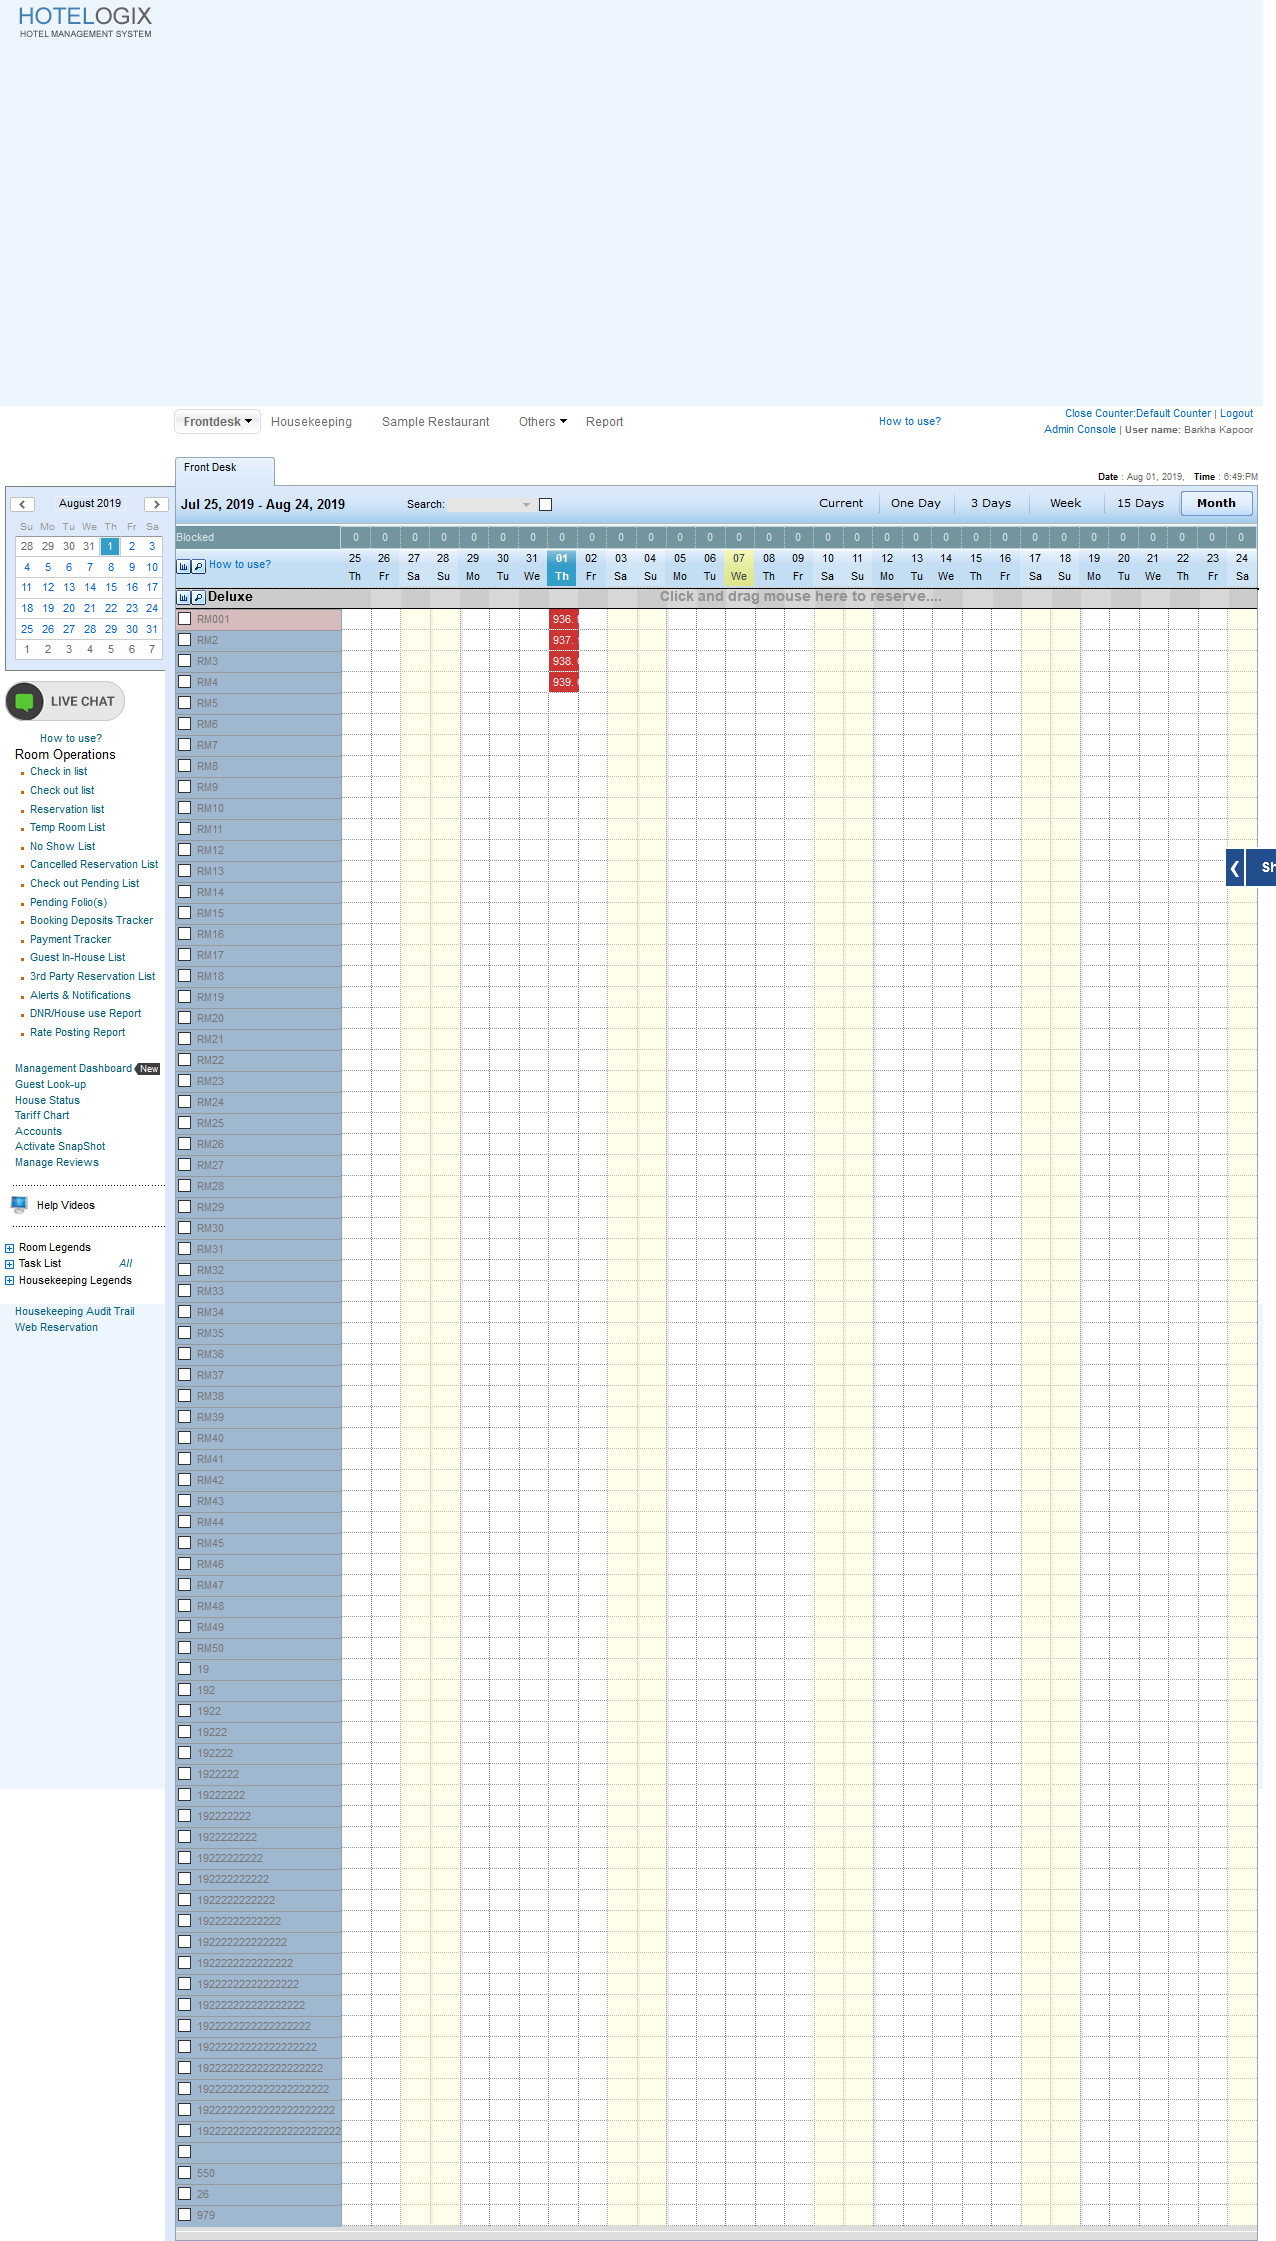 HOTELOGIX
HOTEL MANAGEMENT SYSTEM
Frontdesk Housekeeping Sample Restaurant Others Report How to use? Close Counter:Default Counter | Logout
Admin Console | User name: Barkha Kapoor
Front Desk
Date : Aug 01, 2019, Time : 6:49:PM
August 2019
Su Mo Tu We Th Fr Sa
28 29 30 31 1 2 3
4 5 6 7 8 9 10
11 12 13 14 15 16 17
18 19 20 21 22 23 24
25 26 27 28 29 30 31
1 2 3 4 5 6 7
LIVE CHAT
How to use?
Room Operations
Check in list
Check out list
Reservation list
Temp Room List
No Show List
Cancelled Reservation List
Check out Pending List
Pending Folio(s)
Booking Deposits Tracker
Payment Tracker
Guest In-House List
3rd Party Reservation List
Alerts & Notifications
DNR/House use Report
Rate Posting Report
Management Dashboard New
Guest Look-up
House Status
Tariff Chart
Accounts
Activate SnapShot
Manage Reviews
Help Videos
Room Legends
Task List All
Housekeeping Legends
Housekeeping Audit Trail
Web Reservation
Jul 25, 2019 - Aug 24, 2019 Search: Current One Day 3 Days Week 15 Days Month
Blocked 0 0 0 0 0 0 0 0 0 0 0 0 0 0 0 0 0 0 0 0 0 0 0 0 0 0 0 0 0 0 0
How to use?
25 26 27 28 29 30 31 01 02 03 04 05 06 07 08 09 10 11 12 13 14 15 16 17 18 19 20 21 22 23 24
Th Fr Sa Su Mo Tu We Th Fr Sa Su Mo Tu We Th Fr Sa Su Mo Tu We Th Fr Sa Su Mo Tu We Th Fr Sa
Deluxe Click and drag mouse here to reserve....
RM001 936.
RM2 937.
RM3 938.
RM4 939.
RM5
RM6
RM7
RM8
RM9
RM10
RM11
RM12
RM13
RM14
RM15
RM16
RM17
RM18
RM19
RM20
RM21
RM22
RM23
RM24
RM25
RM26
RM27
RM28
RM29
RM30
RM31
RM32
RM33
RM34
RM35
RM36
RM37
RM38
RM39
RM40
RM41
RM42
RM43
RM44
RM45
RM46
RM47
RM48
RM49
RM50
19
192
1922
19222
192222
1922222
19222222
192222222
1922222222
19222222222
192222222222
1922222222222
19222222222222
192222222222222
1922222222222222
19222222222222222
192222222222222222
1922222222222222222
19222222222222222222
192222222222222222222
1922222222222222222222
19222222222222222222222
192222222222222222222222
550
26
979